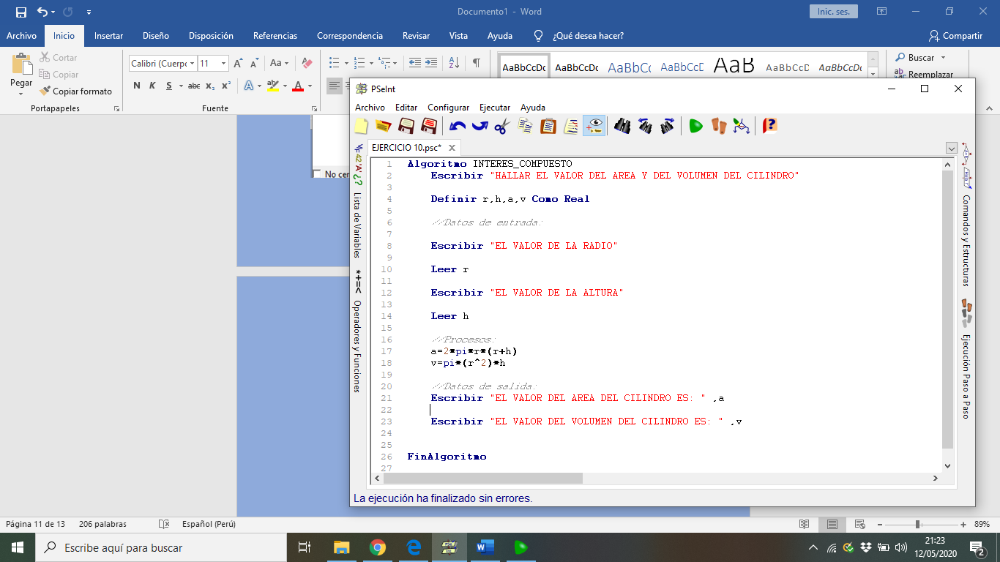 Documento1 - Word
Inic. ses.
Archivo Inicio Insertar Diseño Disposición Referencias Correspondencia Revisar Vista Ayuda ¿Qué desea hacer? Compartir
Pegar
Cortar
Copiar
Copiar formato
Portapapeles
Calibri (Cuerpo 11
N K S abc x₂ x²
Fuente
AaBbCcDc AaBbCcDc AaBbCc AaBbCcD AaB AaBbCcD AaBbCcDc
Buscar
Reemplazar
No cer
PSeInt
Archivo Editar Configurar Ejecutar Ayuda
EJERCICIO 10.psc*
Lista de Variables
Operadores y Funciones
1 Algoritmo INTERES_COMPUESTO
2 Escribir "HALLAR EL VALOR DEL AREA Y DEL VOLUMEN DEL CILINDRO"
3
4 Definir r,h,a,v Como Real
5
6 //Datos de entrada:
7
8 Escribir "EL VALOR DE LA RADIO"
9
10 Leer r
11
12 Escribir "EL VALOR DE LA ALTURA"
13
14 Leer h
15
16 //Procesos:
17 a=2*pi*r*(r+h)
18 v=pi*(r^2)*h
19
20 //Datos de salida:
21 Escribir "EL VALOR DEL AREA DEL CILINDRO ES: " ,a
22
23 Escribir "EL VALOR DEL VOLUMEN DEL CILINDRO ES: " ,v
24
25
26 FinAlgoritmo
27
Comandos y Estructuras
Ejecución Paso a Paso
La ejecución ha finalizado sin errores.
Página 11 de 13 206 palabras Español (Perú) 89%
Escribe aquí para buscar
21:23
12/05/2020
2